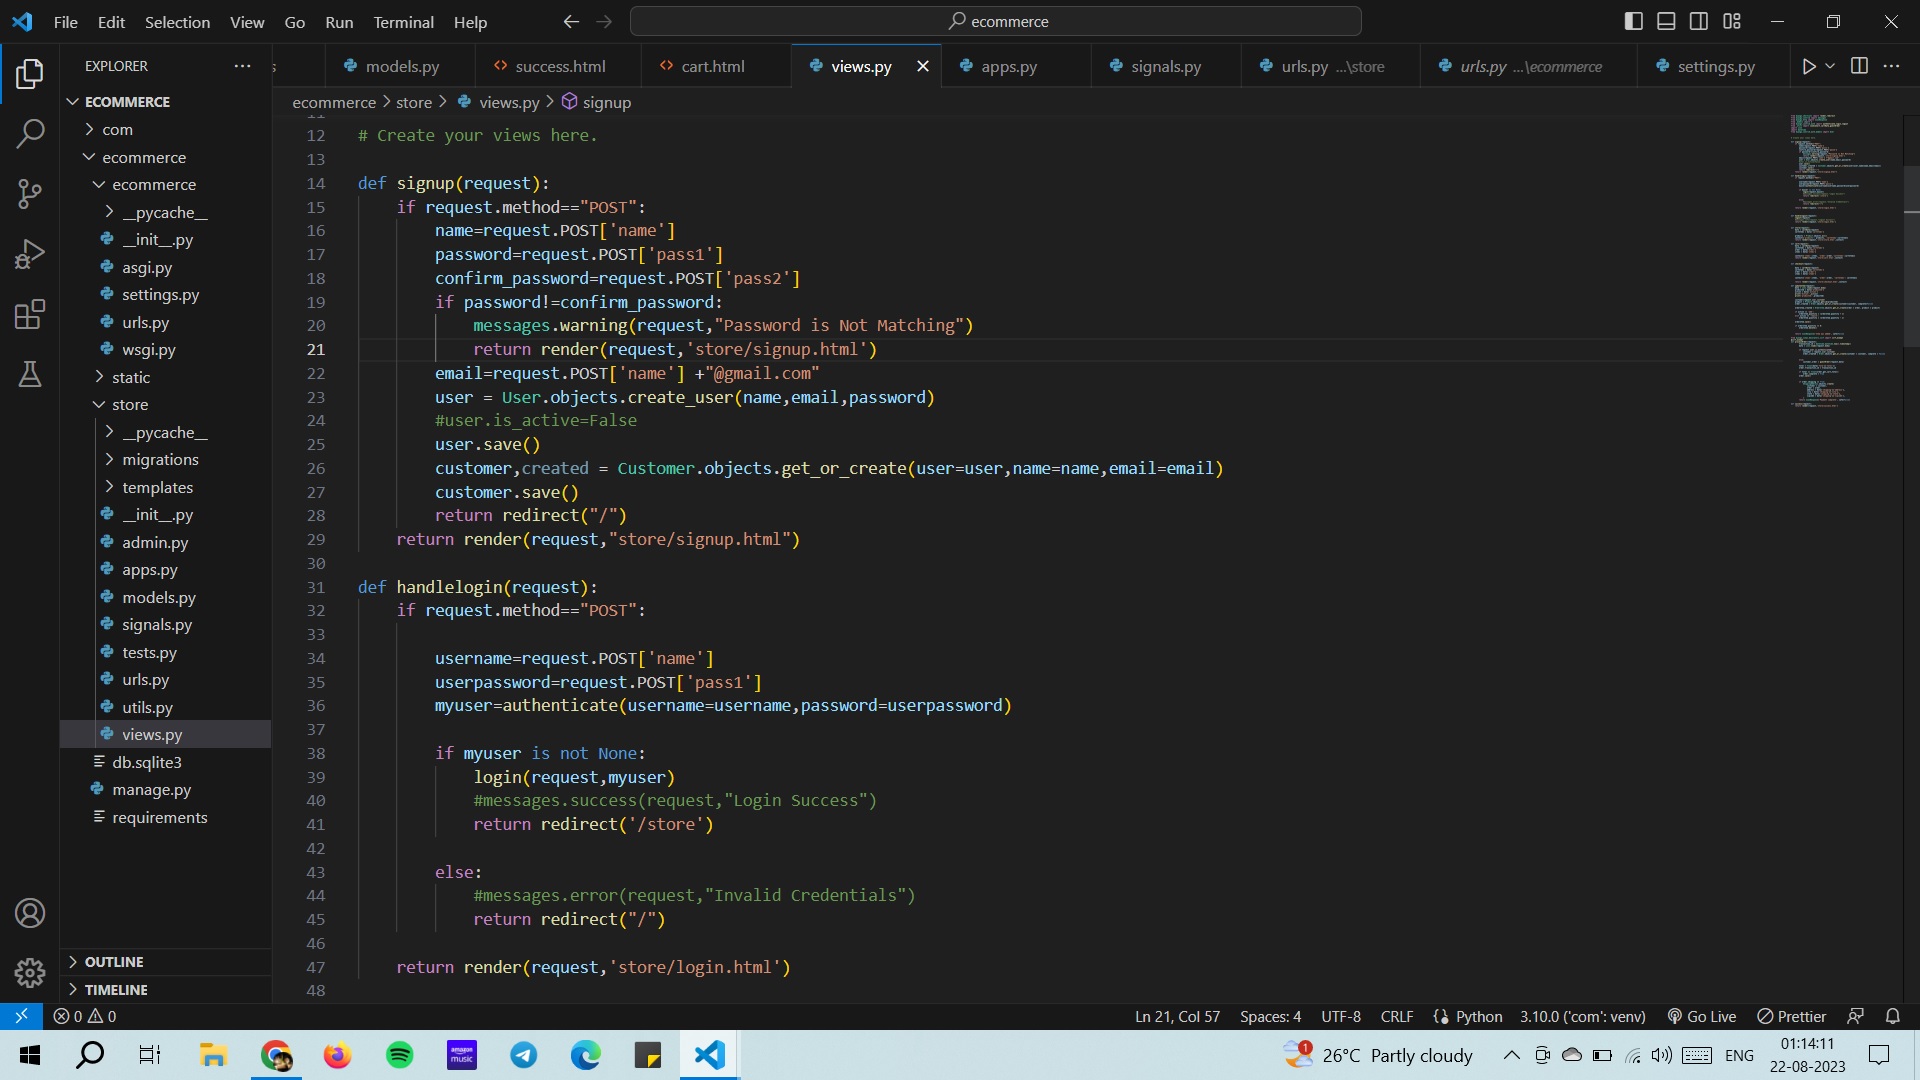 File Edit Selection View Go Run Terminal Help
ecommerce
EXPLORER
models.py
success.html
cart.html
views.py
apps.py
signals.py
urls.py ...\store
urls.py ...\ecommerce
settings.py
ecommerce > store > views.py > signup
ECOMMERCE
com
ecommerce
ecommerce
__pycache__
__init__.py
asgi.py
settings.py
urls.py
wsgi.py
static
store
__pycache__
migrations
templates
__init__.py
admin.py
apps.py
models.py
signals.py
tests.py
urls.py
utils.py
views.py
db.sqlite3
manage.py
requirements
OUTLINE
TIMELINE
11
12 # Create your views here.
13
14 def signup(request):
15 if request.method=="POST":
16 name=request.POST['name']
17 password=request.POST['pass1']
18 confirm_password=request.POST['pass2']
19 if password!=confirm_password:
20 messages.warning(request,"Password is Not Matching")
21 return render(request,'store/signup.html')
22 email=request.POST['name'] +"@gmail.com"
23 user = User.objects.create_user(name,email,password)
24 #user.is_active=False
25 user.save()
26 customer,created = Customer.objects.get_or_create(user=user,name=name,email=email)
27 customer.save()
28 return redirect("/")
29 return render(request,"store/signup.html")
30
31 def handlelogin(request):
32 if request.method=="POST":
33
34 username=request.POST['name']
35 userpassword=request.POST['pass1']
36 myuser=authenticate(username=username,password=userpassword)
37
38 if myuser is not None:
39 login(request,myuser)
40 #messages.success(request,"Login Success")
41 return redirect('/store')
42
43 else:
44 #messages.error(request,"Invalid Credentials")
45 return redirect("/")
46
47 return render(request,'store/login.html')
48
0 0
Ln 21, Col 57 Spaces: 4 UTF-8 CRLF Python 3.10.0 ('com': venv) Go Live Prettier
amazon music
1
26°C Partly cloudy
ENG
01:14:11
22-08-2023